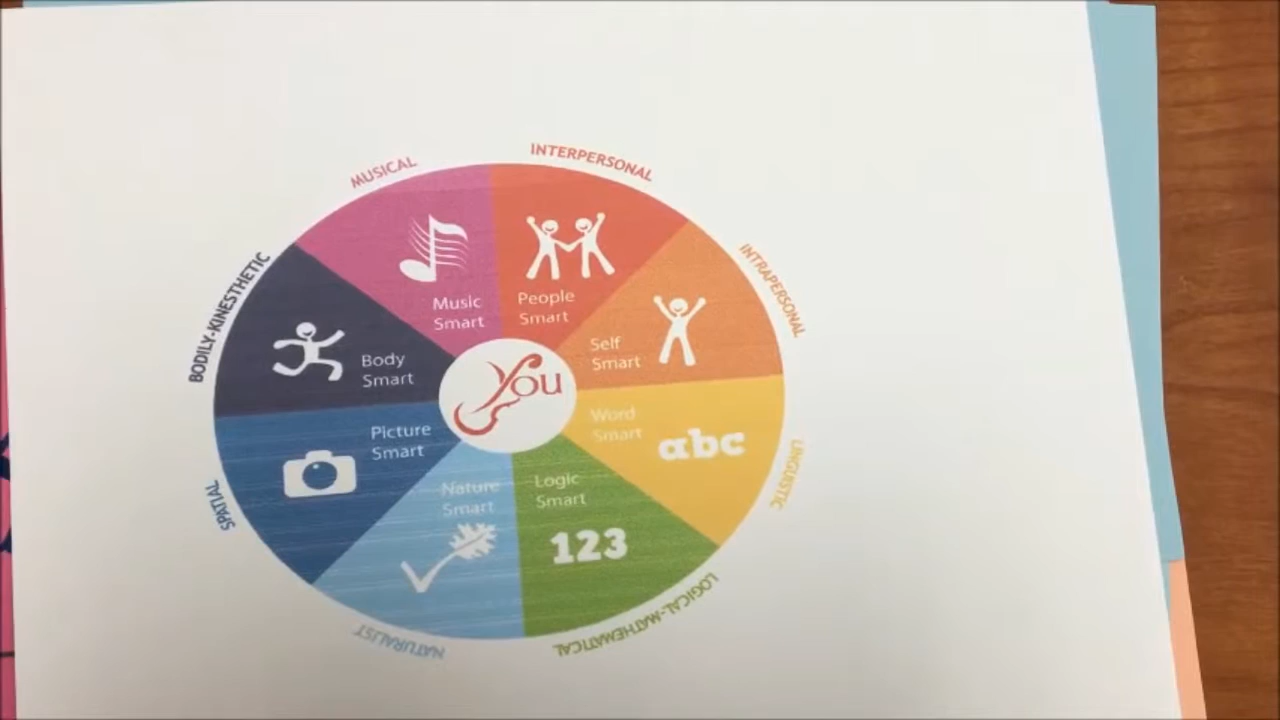 INTERPERSONAL
MUSICAL
INTRAPERSONAL
BODILY-KINESTHETIC
Music
Smart
People
Smart
Self
Smart
Body
Smart
You
Word
Smart
abc
Picture
Smart
Nature
Smart
Logic
Smart
123
LINGUISTIC
SPATIAL
LOGICAL-MATHEMATICAL
NATURALIST